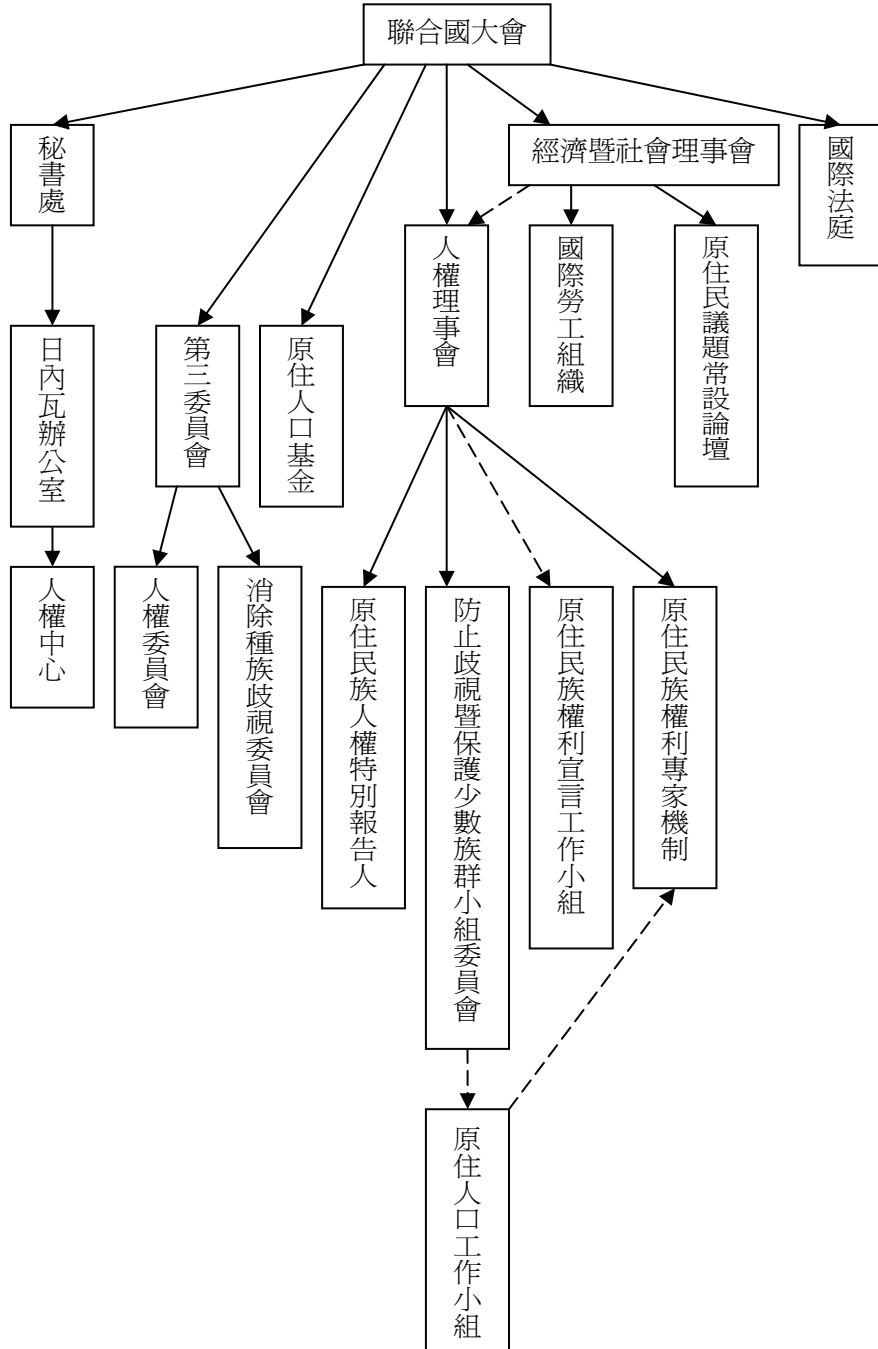 聯合國大會
秘書處
經濟暨社會理事會
國際法庭
人權理事會
國際勞工組織
原住民議題常設論壇
日內瓦辦公室
第三委員會
原住人口基金
人權中心
人權委員會
消除種族歧視委員會
原住民族人權特別報告人
防止歧視暨保護少數族群小組委員會
原住民族權利宣言工作小組
原住民族權利專家機制
原住人口工作小組